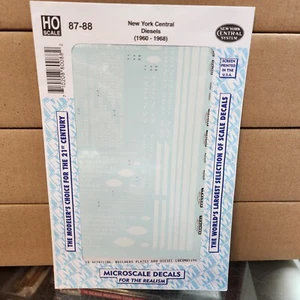 HO
SCALE
87-88
New York Central
Diesels
(1960 - 1968)
NEW YORK
CENTRAL
SYSTEM
SCREEN
PRINTED
IN THE
U.S.A.
THE MODELER'S CHOICE FOR THE 21ST CENTURY
THE WORLD'S LARGEST SELECTION OF SCALE DECALS
MICROSCALE DECALS
FOR THE REALISM